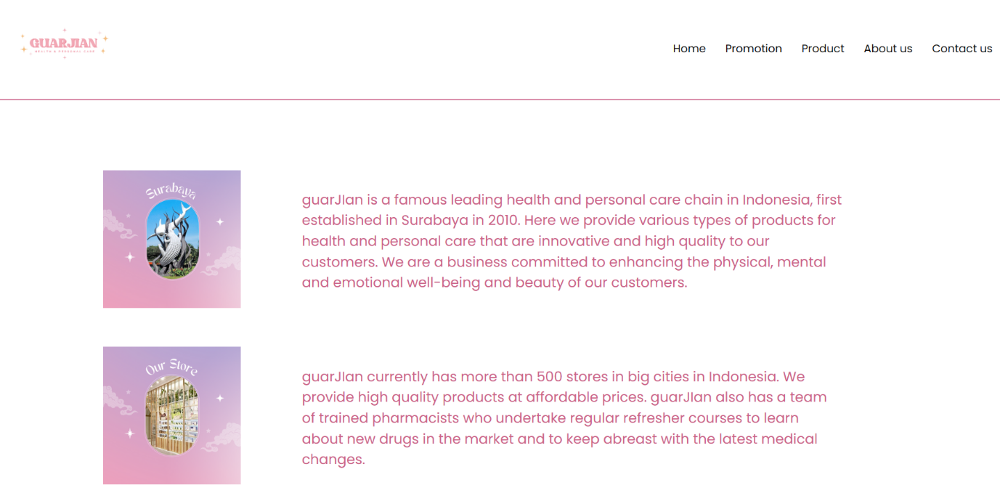 GUARJIAN
HEALTH & PERSONAL CARE
Home Promotion Product About us Contact us
Surabaya
guarJIan is a famous leading health and personal care chain in Indonesia, first
established in Surabaya in 2010. Here we provide various types of products for
health and personal care that are innovative and high quality to our
customers. We are a business committed to enhancing the physical, mental
and emotional well-being and beauty of our customers.
Our Store
guarJIan currently has more than 500 stores in big cities in Indonesia. We
provide high quality products at affordable prices. guarJIan also has a team
of trained pharmacists who undertake regular refresher courses to learn
about new drugs in the market and to keep abreast with the latest medical
changes.